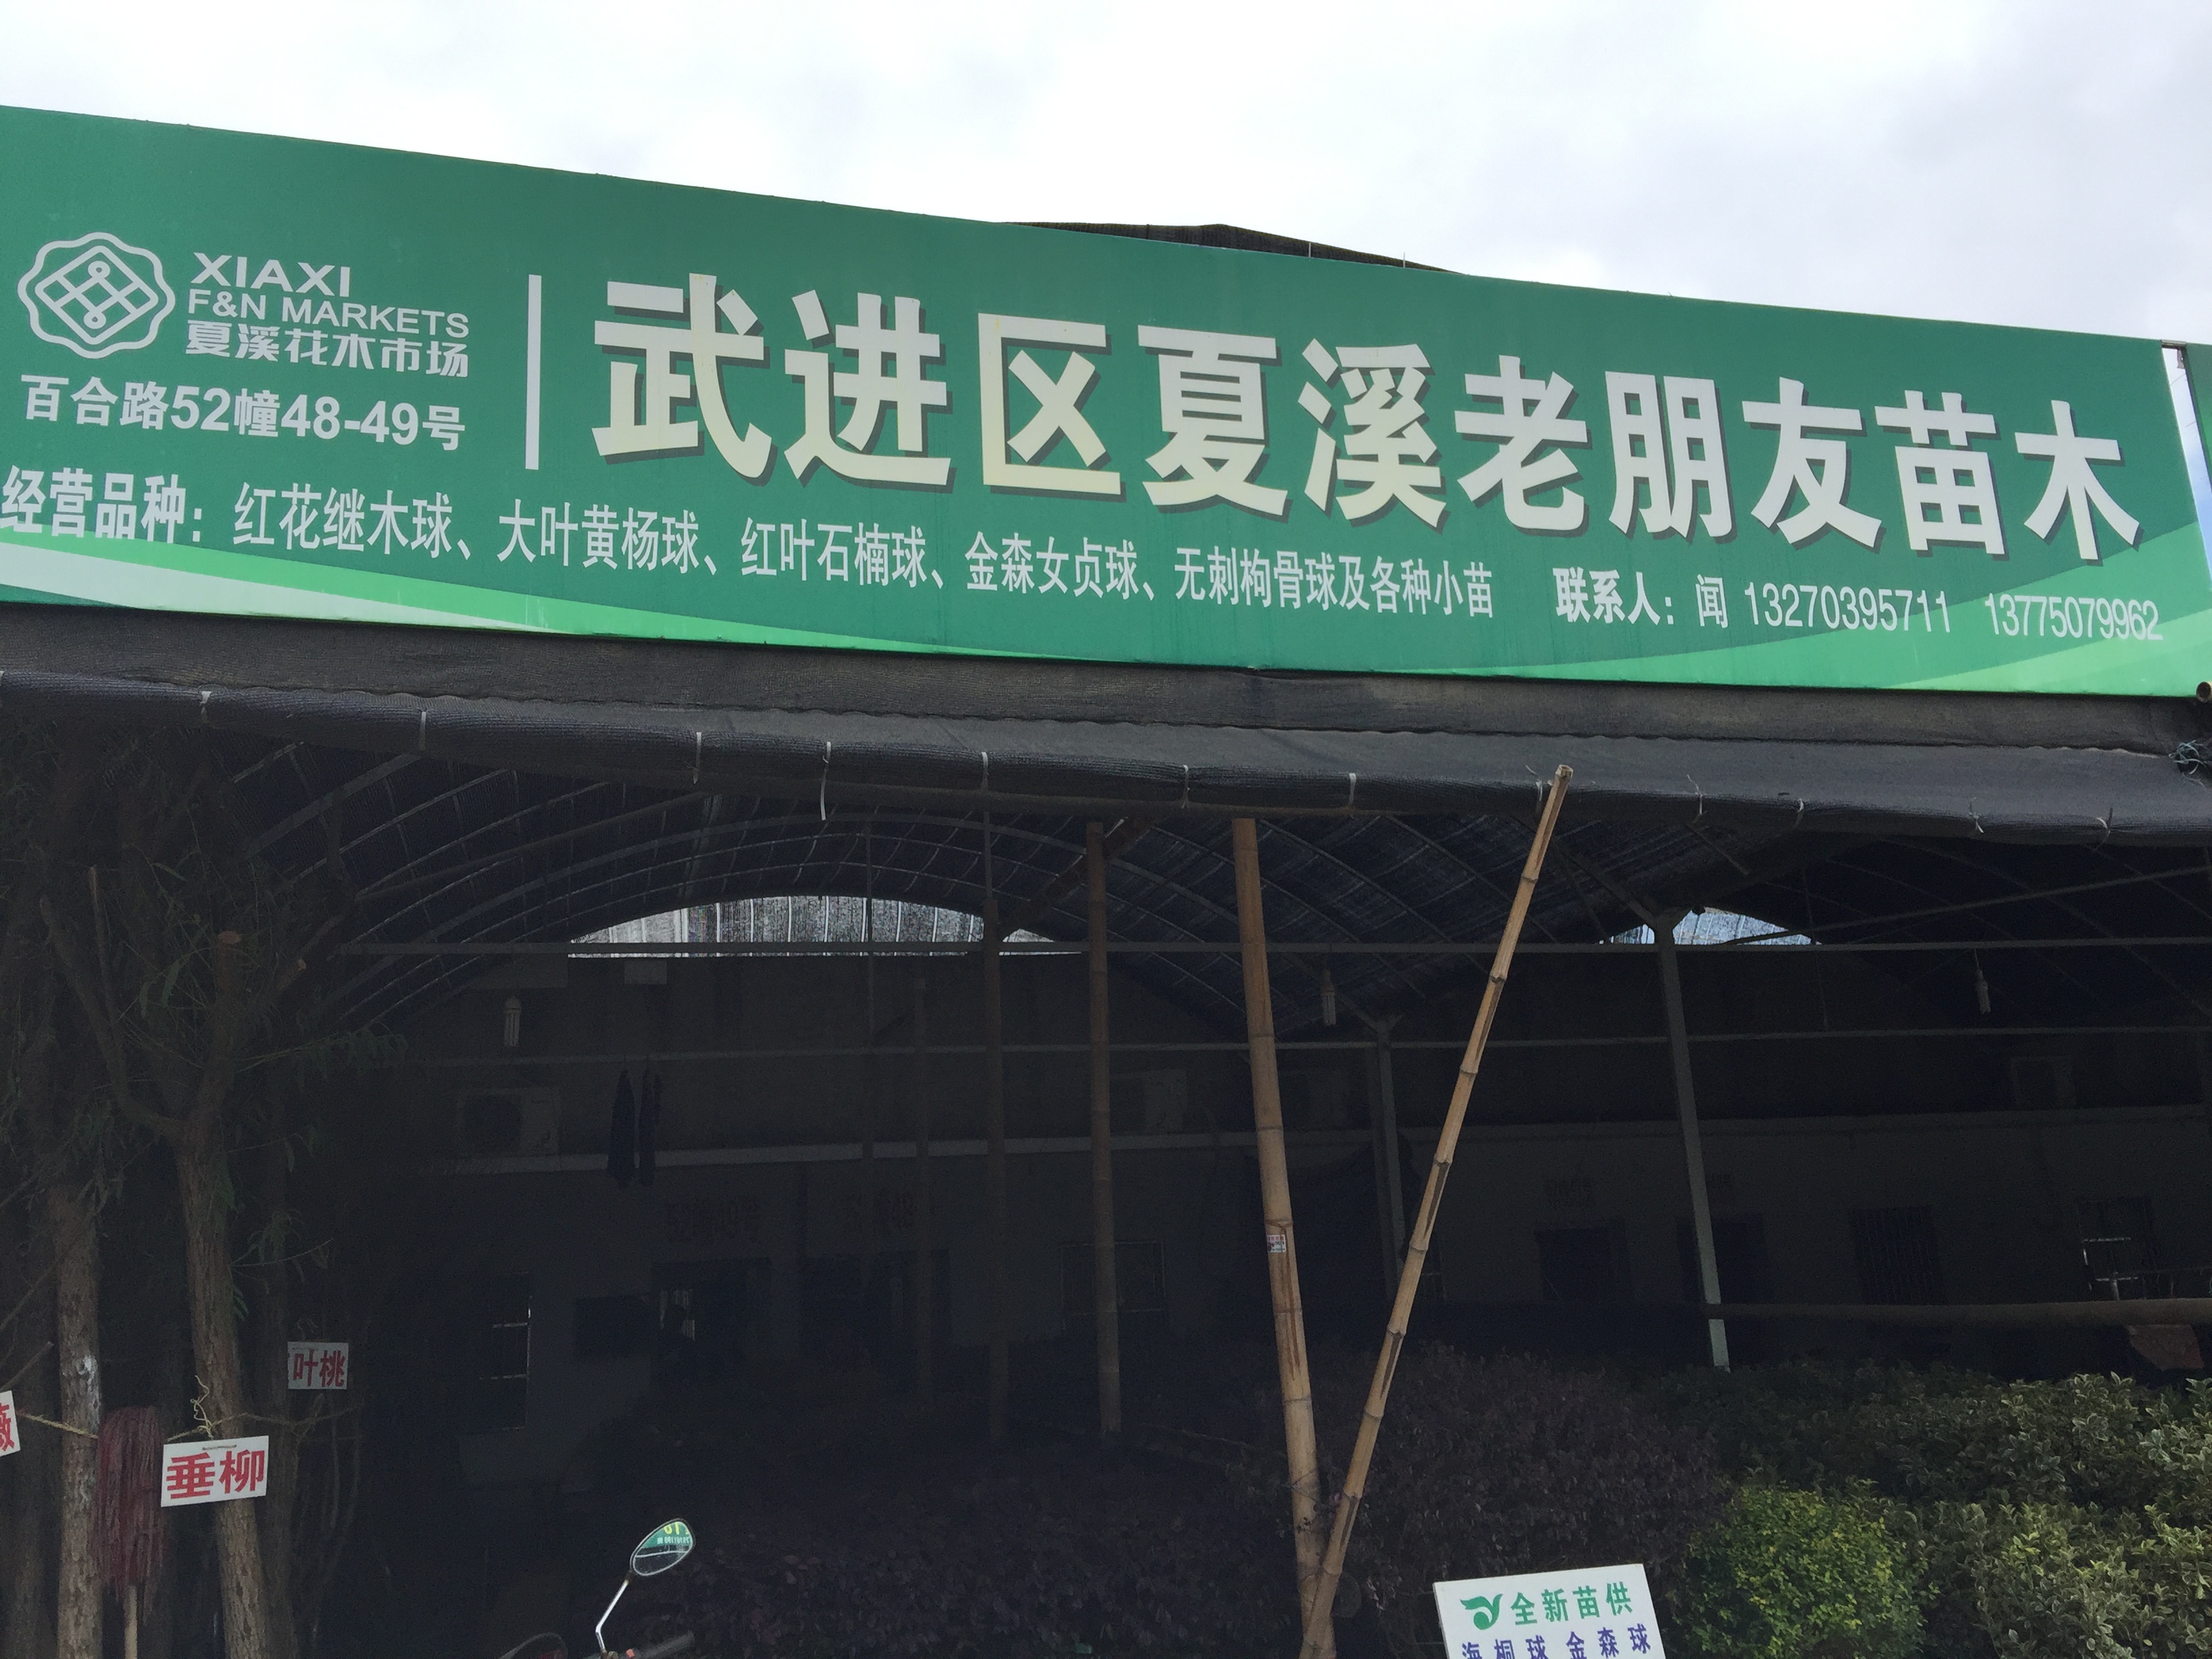 XIAXI
F&N MARKETS
夏溪花木市场
百合路52幢48-49号
武进区夏溪老朋友苗木
经营品种：红花继木球、大叶黄杨球、红叶石楠球、金森女贞球、无刺枸骨球及各种小苗
联系人：闻 13270395711 13775079962
叶桃
垂柳
全新苗供
海桐球 金森球